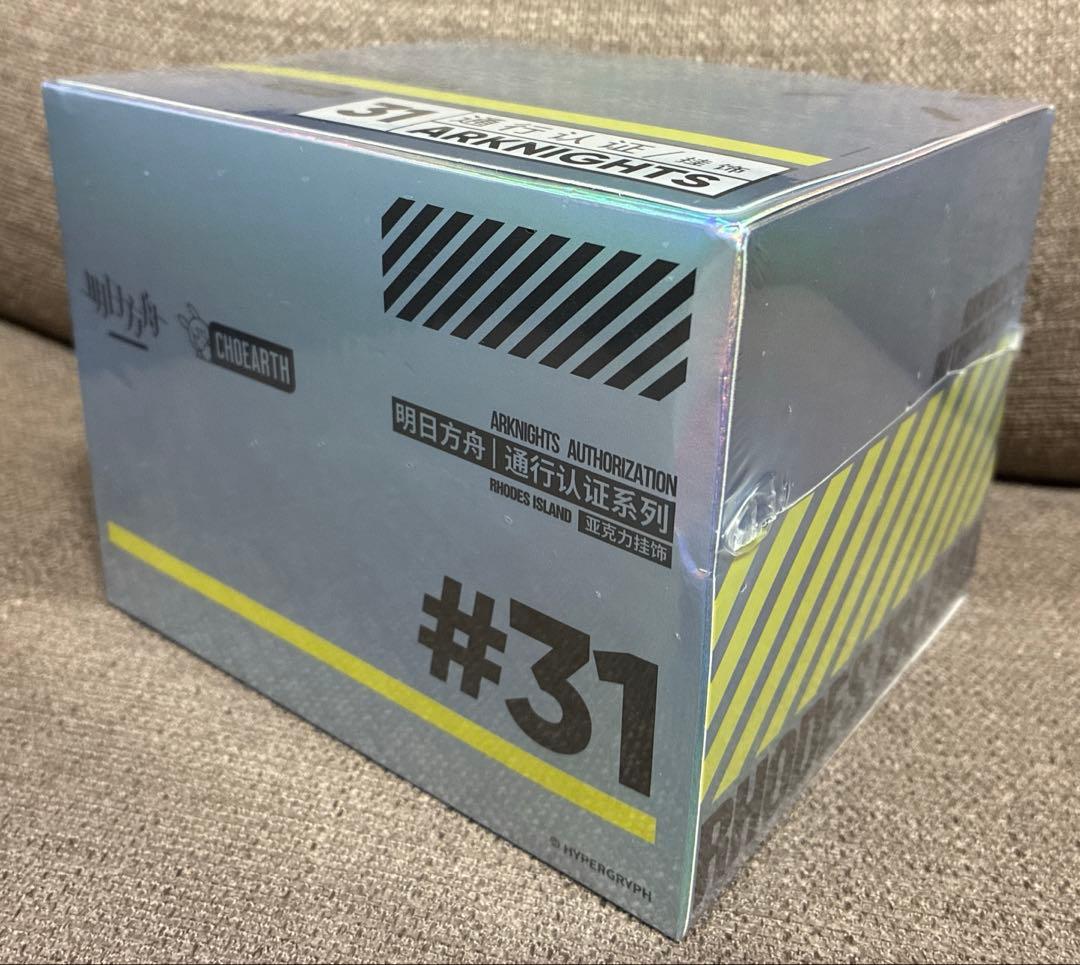 31 通行认证 / 挂饰
ARKNIGHTS
明日方舟
CHOEARTH
ARKNIGHTS AUTHORIZATION
明日方舟 | 通行认证系列
RHODES ISLAND 亚克力挂饰
#31
© HYPERGRYPH
RHODES